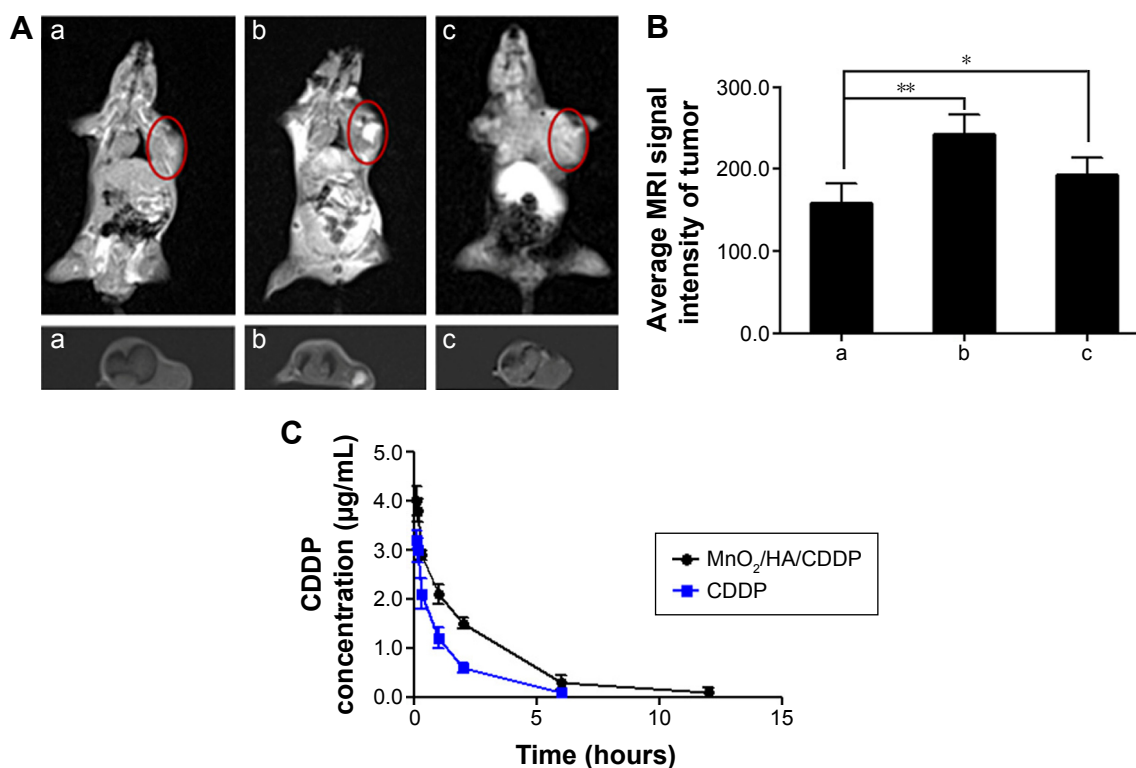 A
a
b
c
a
b
c
B
Average MRI signal
intensity of tumor
300.0
200.0
100.0
0.0
**
*
a
b
c
C
CDDP
concentration (µg/mL)
5.0
4.0
3.0
2.0
1.0
0.0
0
5
10
15
Time (hours)
MnO₂/HA/CDDP
CDDP